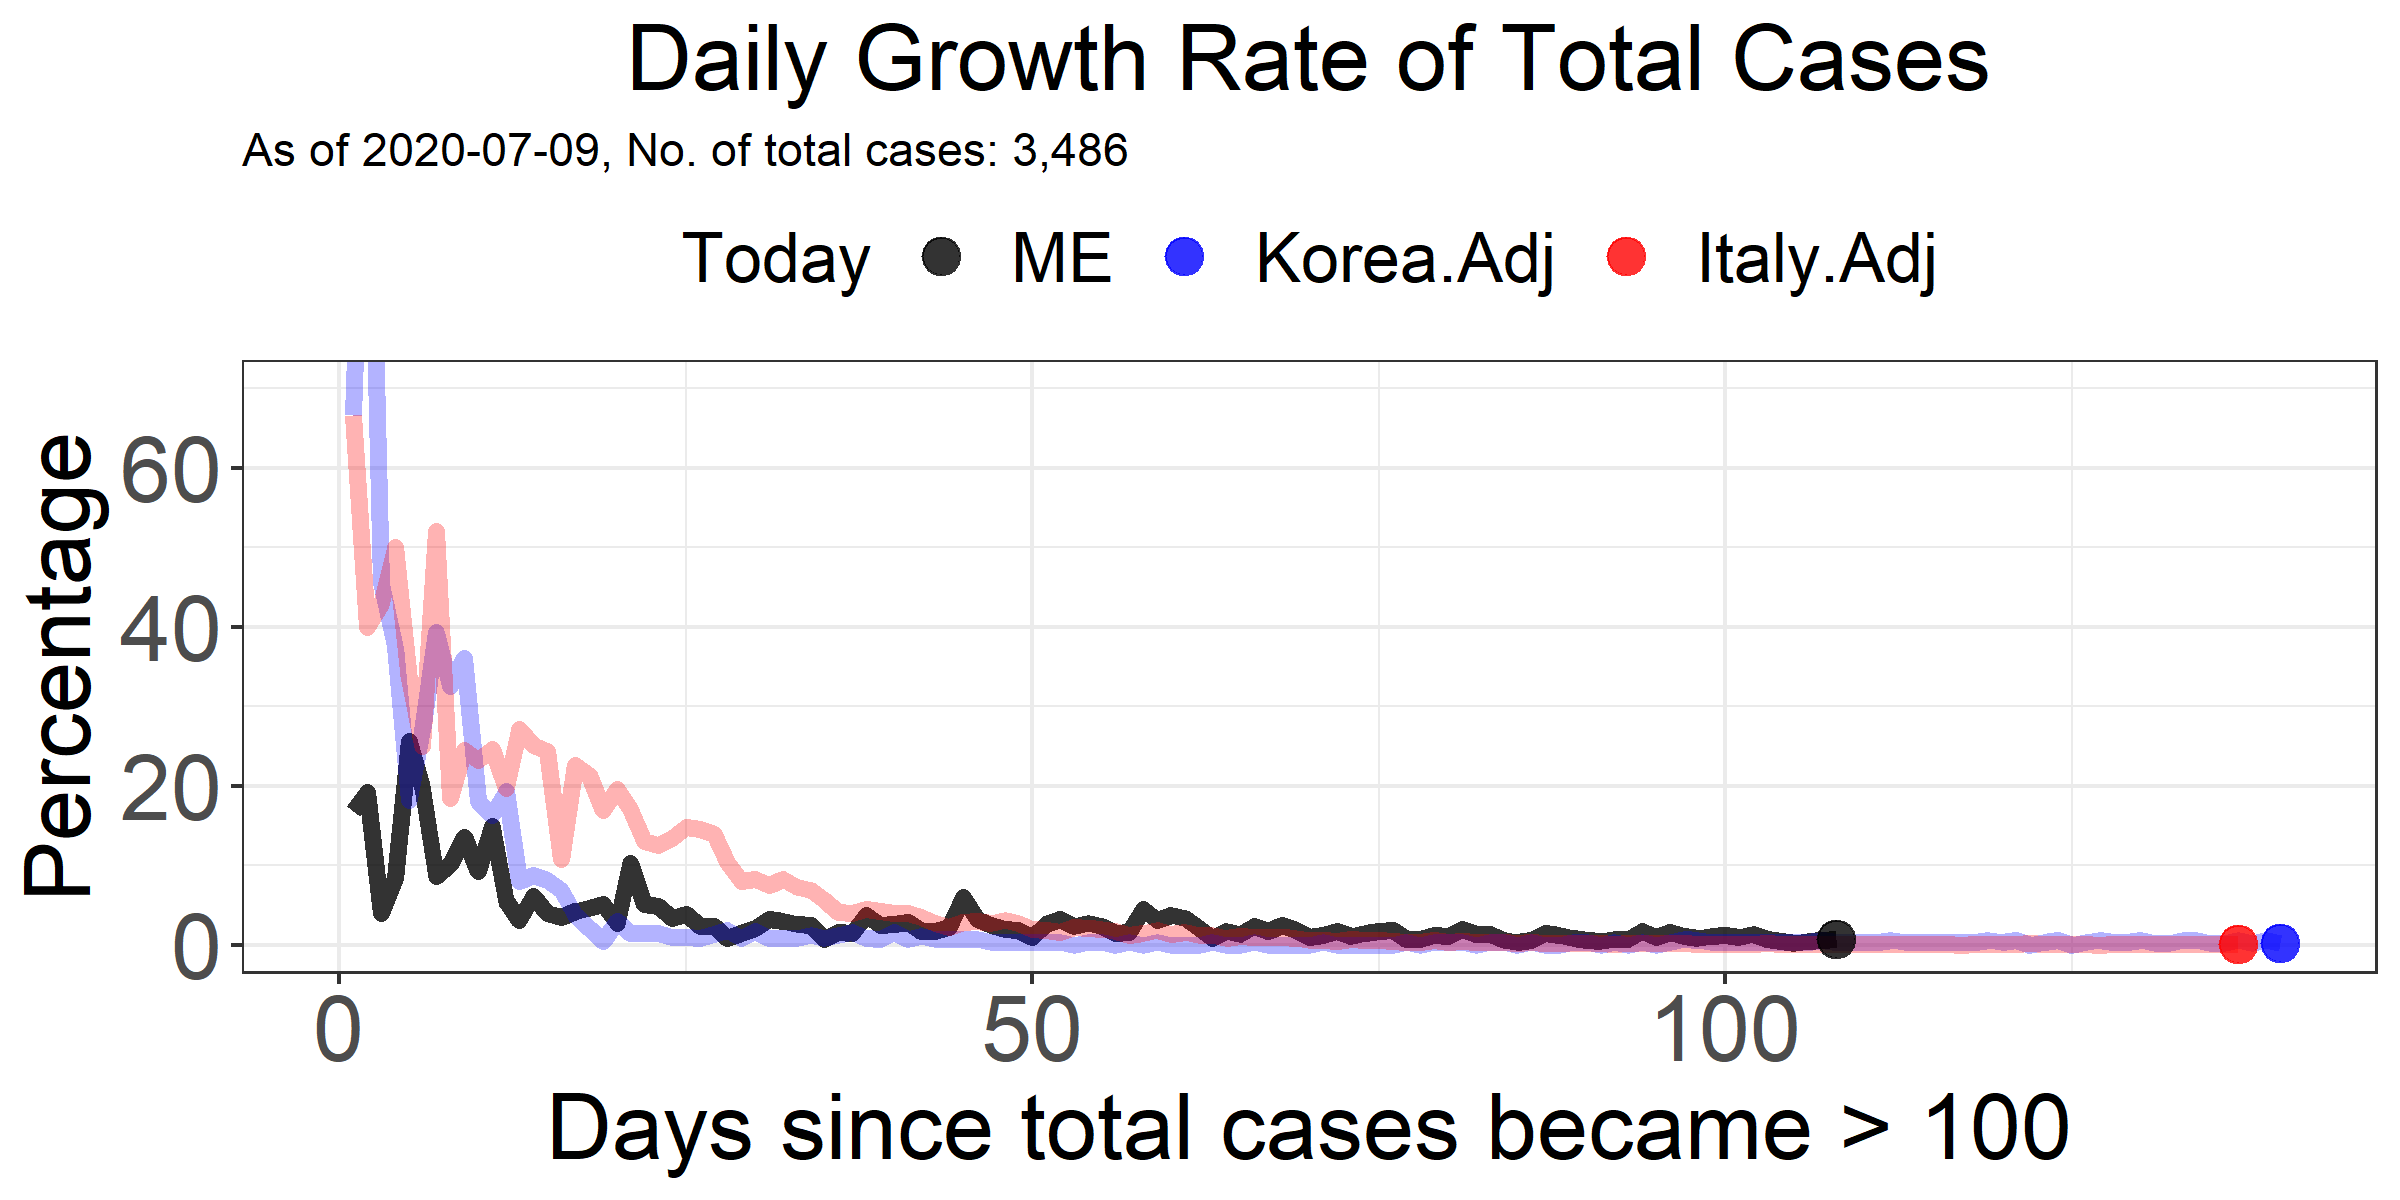 Daily Growth Rate of Total Cases
As of 2020-07-09, No. of total cases: 3,486
Today ME Korea.Adj Italy.Adj
Percentage
60
40
20
0
0 50 100
Days since total cases became > 100